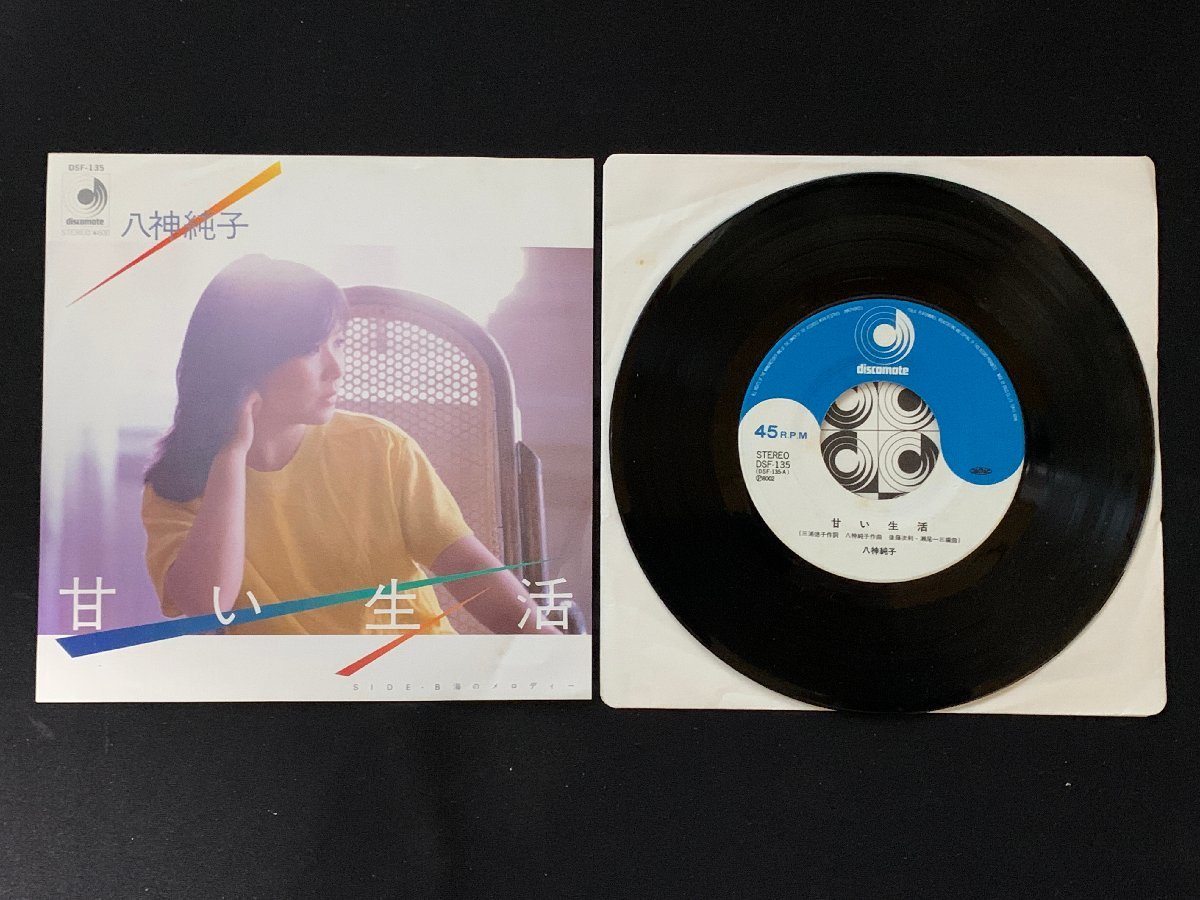 DSF-135
discomate
STEREO ¥600
八神純子
甘い生活
SIDE-B 海のメロディー
discomate
45 R.P.M
STEREO
DSF-135
(DSF-135-A)
Ⓟ8002
甘い生活
(三浦徳子作詞 八神純子作曲 後藤次利・瀬尾一三編曲)
八神純子